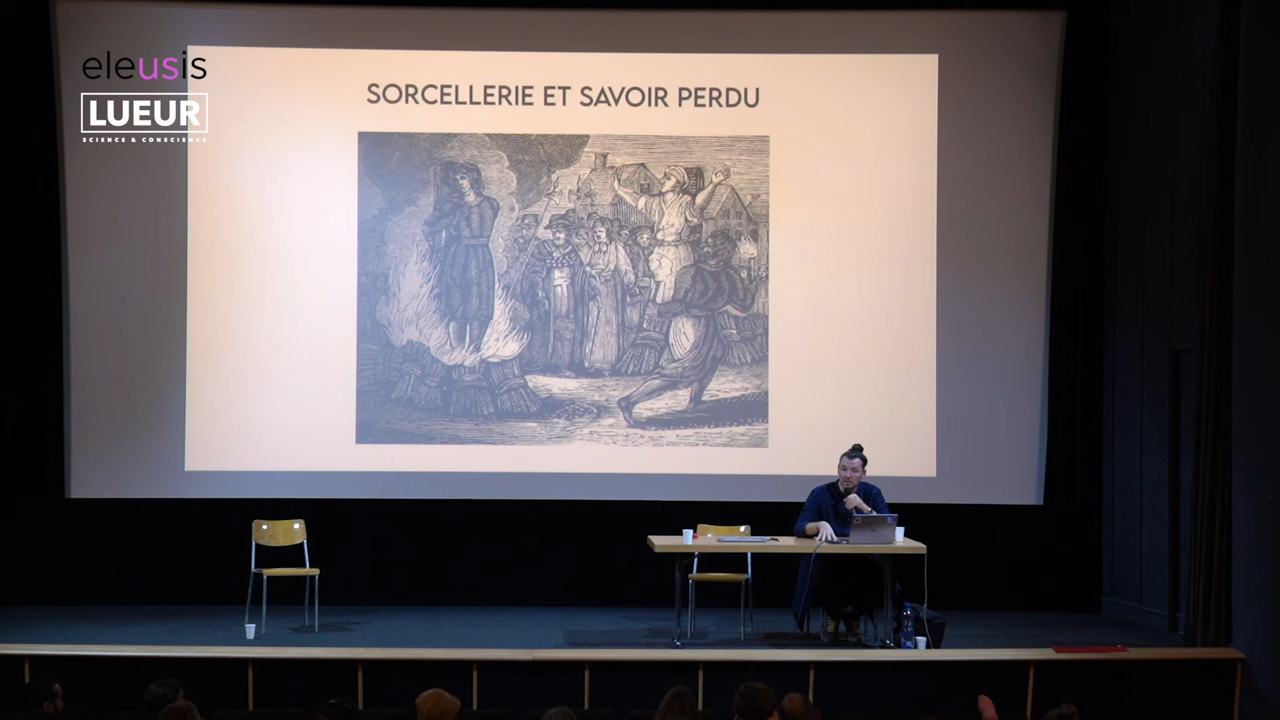 eleusis
LUEUR
SCIENCE & CONSCIENCE
SORCELLERIE ET SAVOIR PERDU